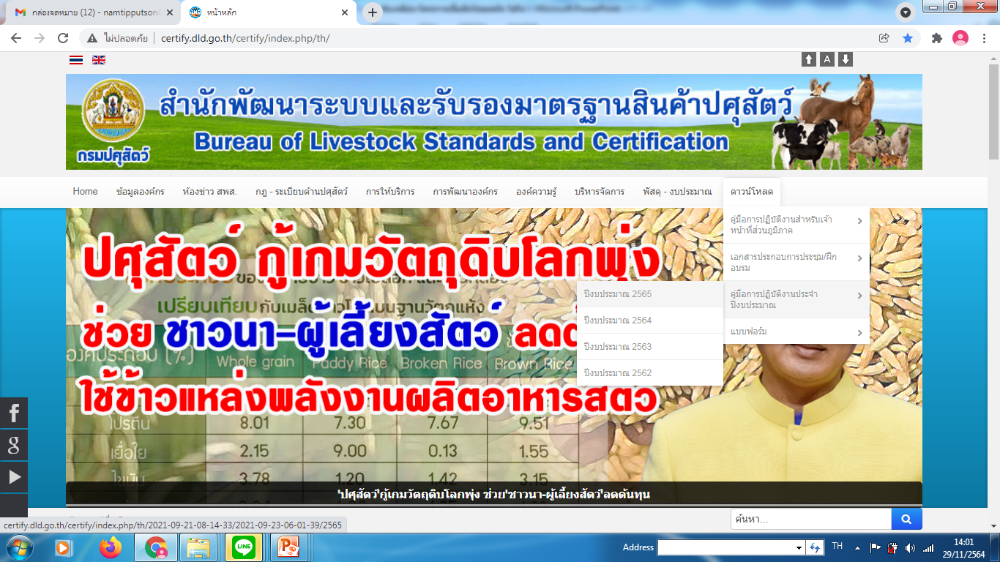 กล่องจดหมาย (12) - namtipputson
หน้าหลัก
ไม่ปลอดภัย
certify.dld.go.th/certify/index.php/th/
A
สำนักพัฒนาระบบและรับรองมาตรฐานสินค้าปศุสัตว์
Bureau of Livestock Standards and Certification
กรมปศุสัตว์
Home
ข้อมูลองค์กร
ห้องข่าว สพส.
กฎ - ระเบียบด้านปศุสัตว์
การให้บริการ
การพัฒนาองค์กร
องค์ความรู้
บริหารจัดการ
พัสดุ - งบประมาณ
ดาวน์โหลด
คู่มือการปฏิบัติงานสำหรับเจ้า
หน้าที่ส่วนภูมิภาค
เอกสารประกอบการประชุม/ฝึก
อบรม
คู่มือการปฏิบัติงานประจำ
ปีงบประมาณ
แบบฟอร์ม
ปีงบประมาณ 2565
ปีงบประมาณ 2564
ปีงบประมาณ 2563
ปีงบประมาณ 2562
ปศุสัตว์ กู้เกมวัตถุดิบโลกพุ่ง
เปรียบเทียบกับเมล็ด
ช่วย ชาวนา-ผู้เลี้ยงสัตว์ ลด
องค์ประกอบ (%) Whole grain Paddy Rice Broken Rice Brown Rice
ใช้ข้าวแหล่งพลังงานผลิตอาหารสัตว์
โปรตีน 8.01 7.30 7.67 9.51
เยื่อใย 2.15 9.00 0.13 1.55
ไขมัน 3.78 1.20 1.42 3.15
'ปศุสัตว์'กู้เกมวัตถุดิบโลกพุ่ง ช่วย'ชาวนา-ผู้เลี้ยงสัตว์'ลดต้นทุน
ค้นหา...
certify.dld.go.th/certify/index.php/th/2021-09-21-08-14-33/2021-09-23-06-01-39/2565
Address
TH
14:01
29/11/2564